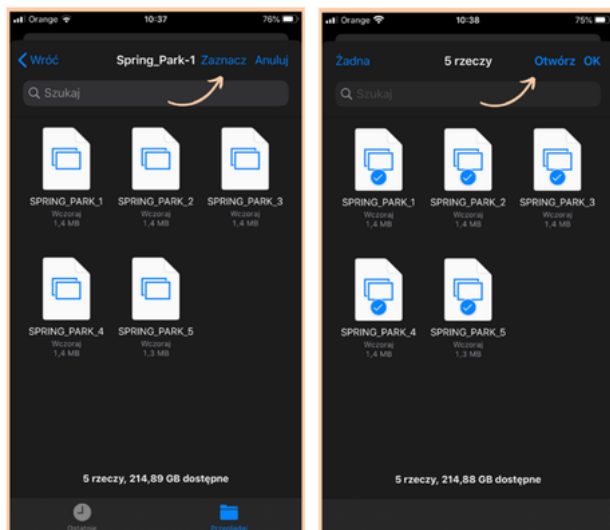 Orange 10:37 76%
Wróć Spring_Park-1 Zaznacz Anuluj
Szukaj
SPRING_PARK_1 SPRING_PARK_2 SPRING_PARK_3
Wczoraj Wczoraj Wczoraj
1,4 MB 1,4 MB 1,4 MB
SPRING_PARK_4 SPRING_PARK_5
Wczoraj Wczoraj
1,4 MB 1,3 MB
5 rzeczy, 214,89 GB dostępne
Ostatnie Przeglądaj
Orange 10:38 75%
Żadna 5 rzeczy Otwórz OK
Szukaj
SPRING_PARK_1 SPRING_PARK_2 SPRING_PARK_3
Wczoraj Wczoraj Wczoraj
1,4 MB 1,4 MB 1,4 MB
SPRING_PARK_4 SPRING_PARK_5
Wczoraj Wczoraj
1,4 MB 1,3 MB
5 rzeczy, 214,88 GB dostępne